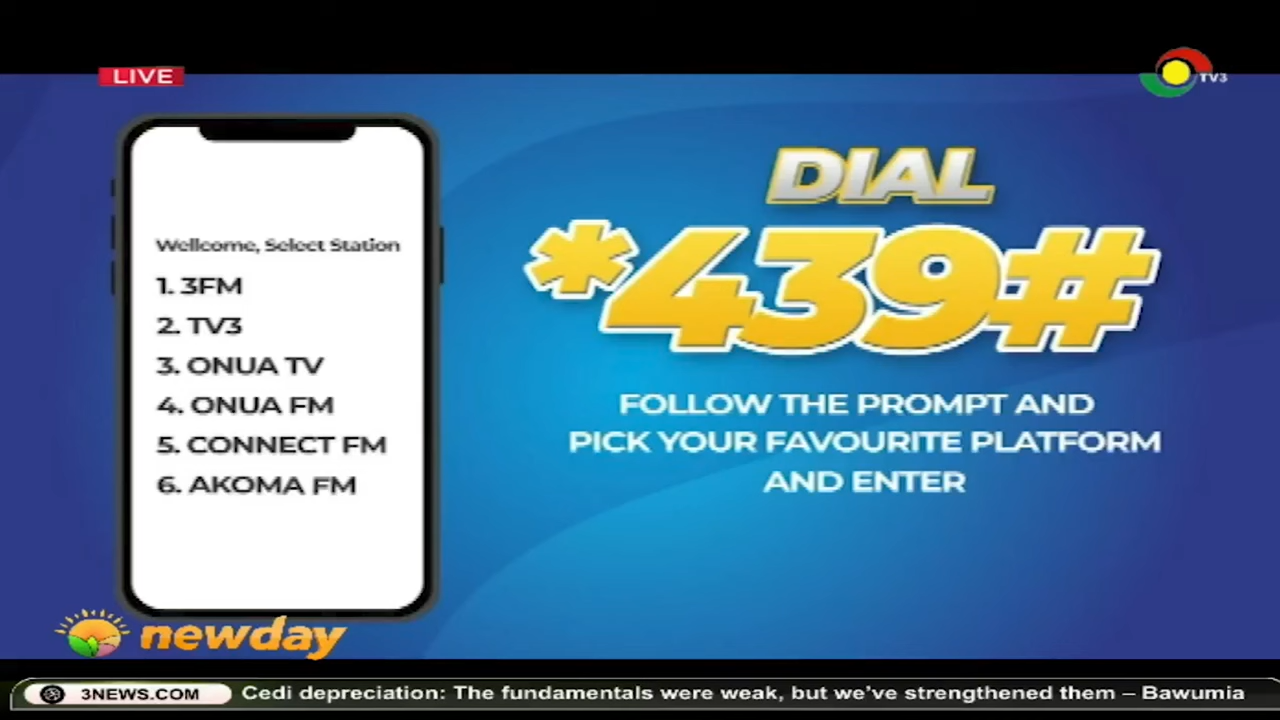 LIVE
TV3
Wellcome, Select Station
1. 3FM
2. TV3
3. ONUA TV
4. ONUA FM
5. CONNECT FM
6. AKOMA FM
DIAL
*439#
FOLLOW THE PROMPT AND
PICK YOUR FAVOURITE PLATFORM
AND ENTER
newday
3NEWS.COM Cedi depreciation: The fundamentals were weak, but we've strengthened them – Bawumia